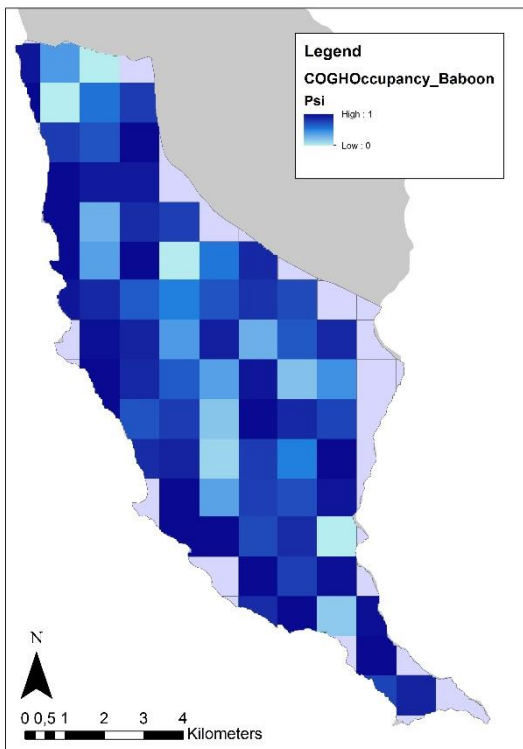 Legend
COGHOccupancy_Baboon
Psi
High : 1
Low : 0
N
0 0,5 1 2 3 4
Kilometers